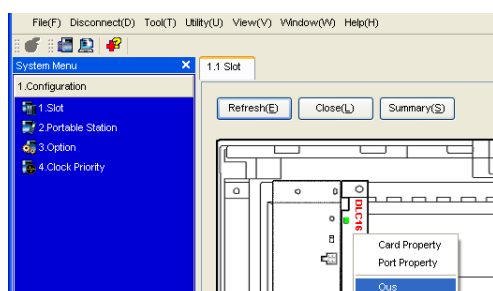 File(F) Disconnect(D) Tool(T) Utility(U) View(V) Window(W) Help(H)
System Menu
1.1 Slot
1.Configuration
1.Slot
2.Portable Station
3.Option
4.Clock Priority
Refresh(E) Close(L) Summary(S)
DLC16
Card Property
Port Property
Ous